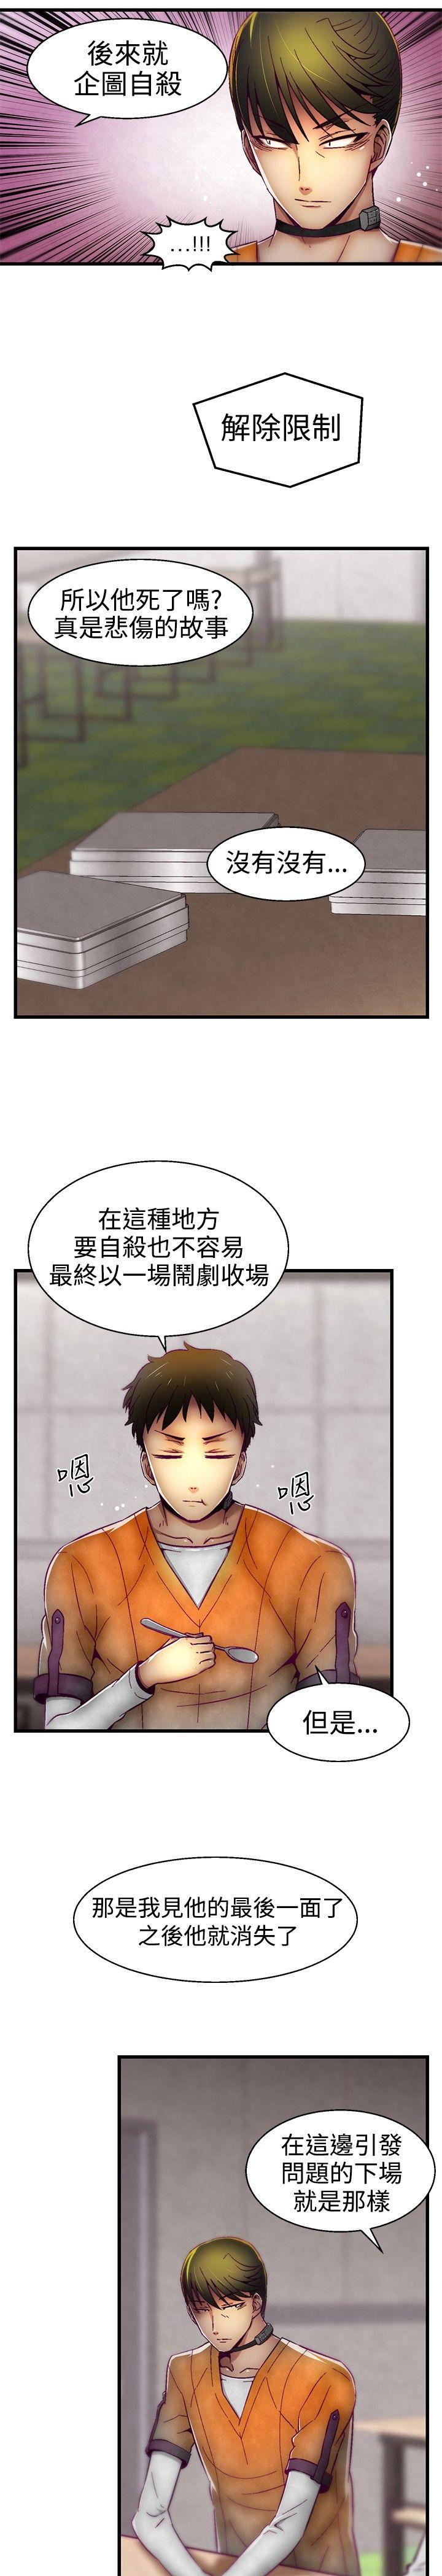 後來就
企圖自殺
...!!!
解除限制
所以他死了嗎?
真是悲傷的故事
沒有沒有...
在這種地方
要自殺也不容易
最終以一場鬧劇收場
嗯
嗯
但是...
那是我見他的最後一面了
之後他就消失了
在這邊引發
問題的下場
就是那樣